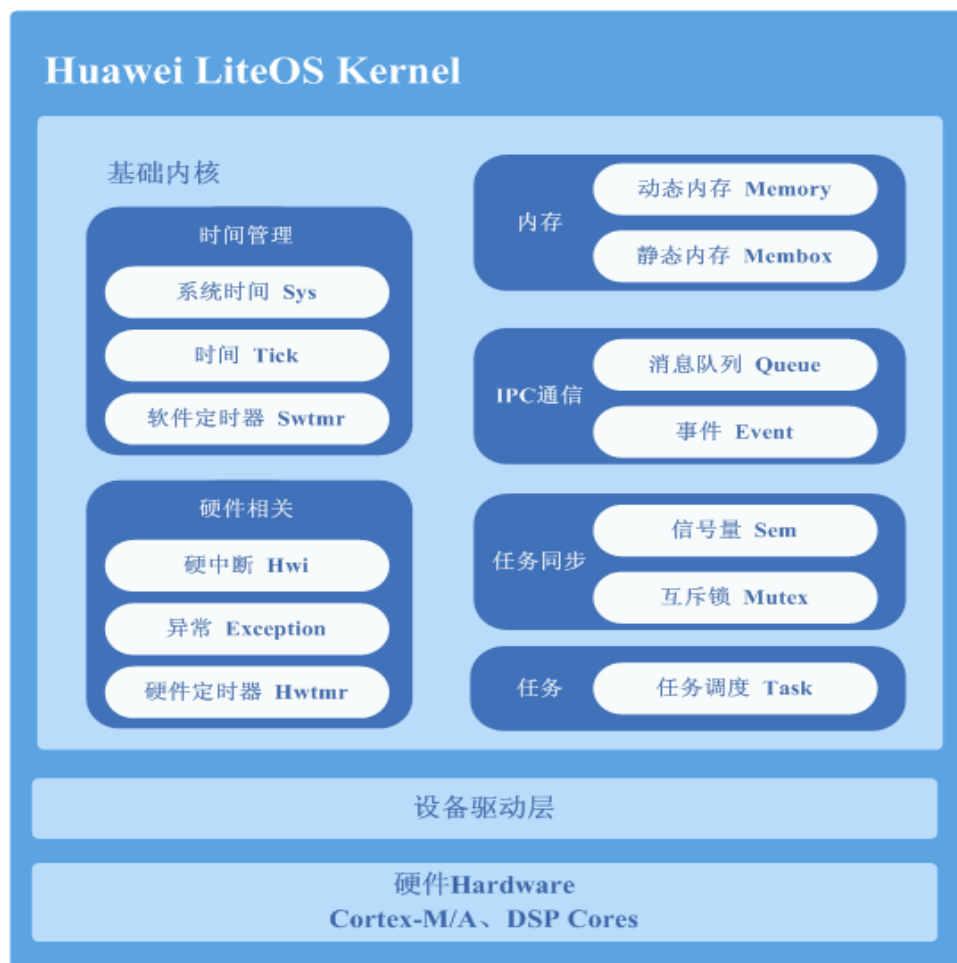 Huawei LiteOS Kernel
基础内核
时间管理
系统时间 Sys
时间 Tick
软件定时器 Swtmr
硬件相关
硬中断 Hwi
异常 Exception
硬件定时器 Hwtmr
内存
动态内存 Memory
静态内存 Membox
IPC通信
消息队列 Queue
事件 Event
任务同步
信号量 Sem
互斥锁 Mutex
任务
任务调度 Task
设备驱动层
硬件Hardware
Cortex-M/A、DSP Cores